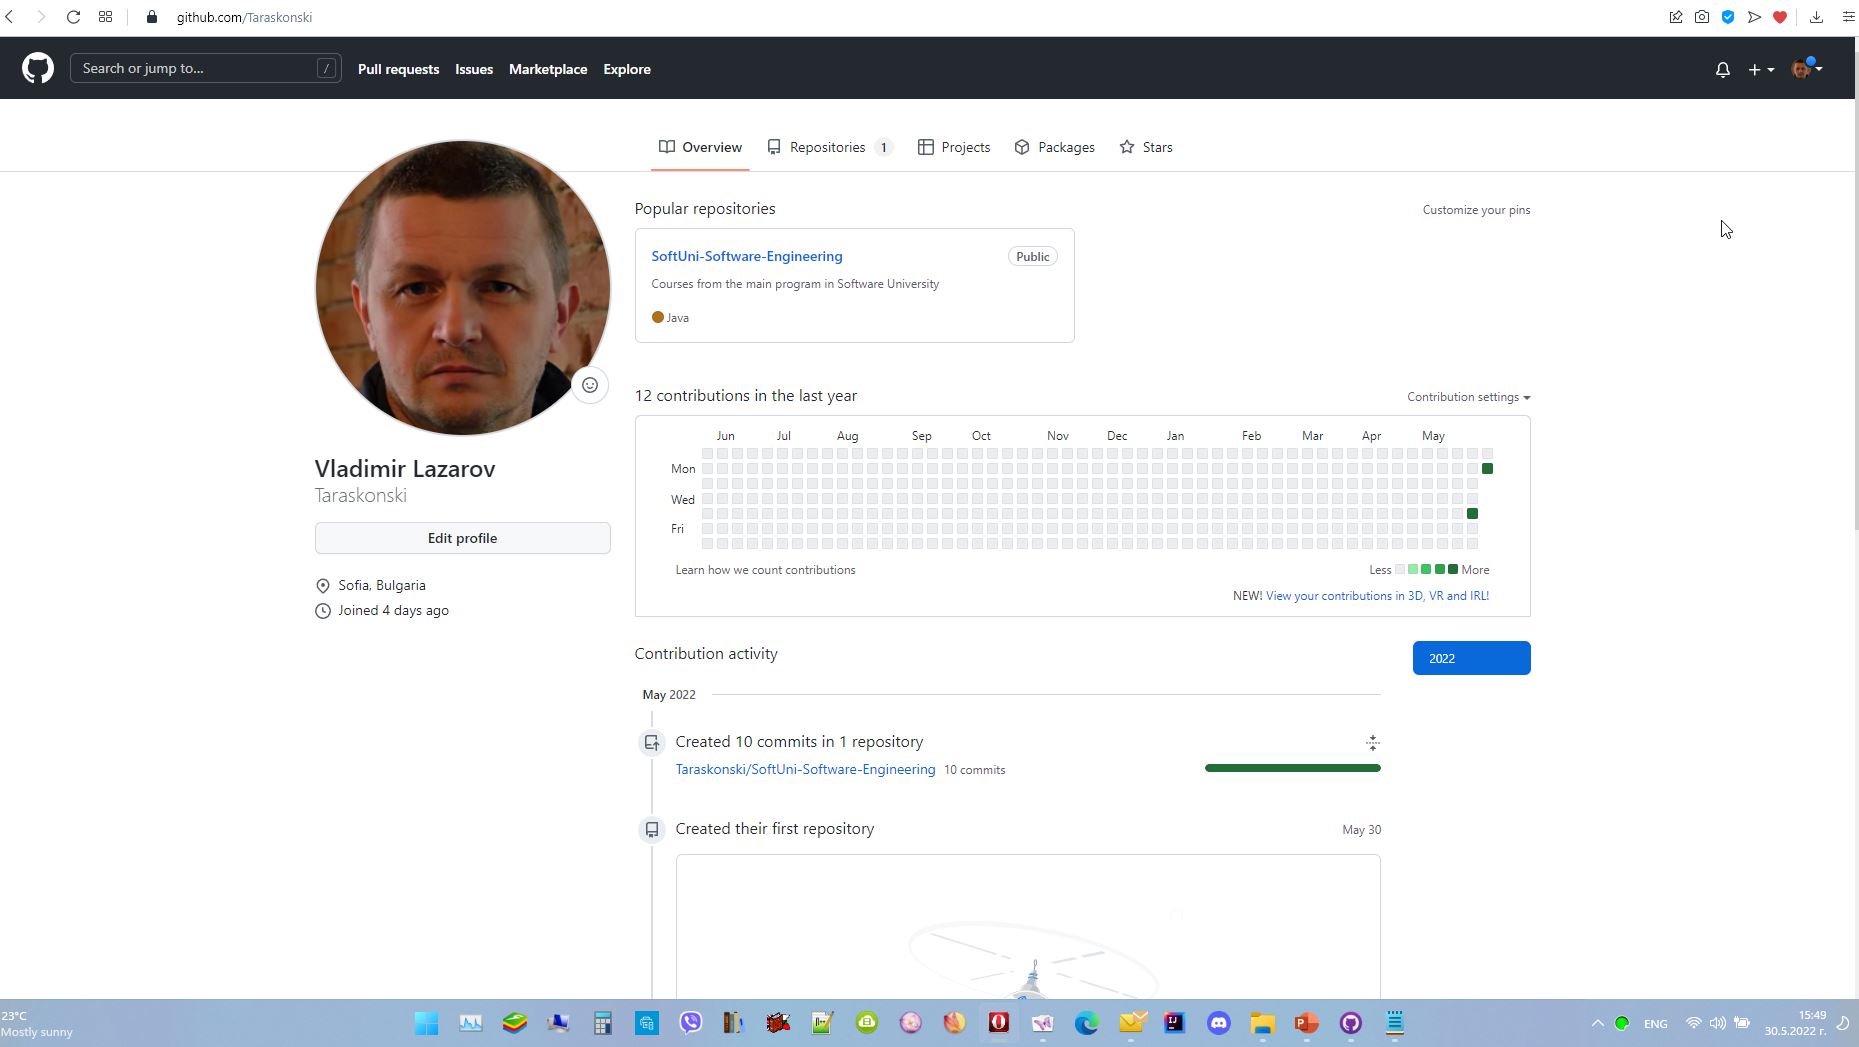 github.com/Taraskonski
Search or jump to... /
Pull requests Issues Marketplace Explore
Overview Repositories 1 Projects Packages Stars
Vladimir Lazarov
Taraskonski
Edit profile
Sofia, Bulgaria
Joined 4 days ago
Popular repositories Customize your pins
SoftUni-Software-Engineering Public
Courses from the main program in Software University
Java
12 contributions in the last year Contribution settings
Jun Jul Aug Sep Oct Nov Dec Jan Feb Mar Apr May
Mon
Wed
Fri
Learn how we count contributions Less More
NEW! View your contributions in 3D, VR and IRL!
Contribution activity 2022
May 2022
Created 10 commits in 1 repository
Taraskonski/SoftUni-Software-Engineering 10 commits
Created their first repository May 30
23°C
Mostly sunny
ENG
15:49
30.5.2022 г.